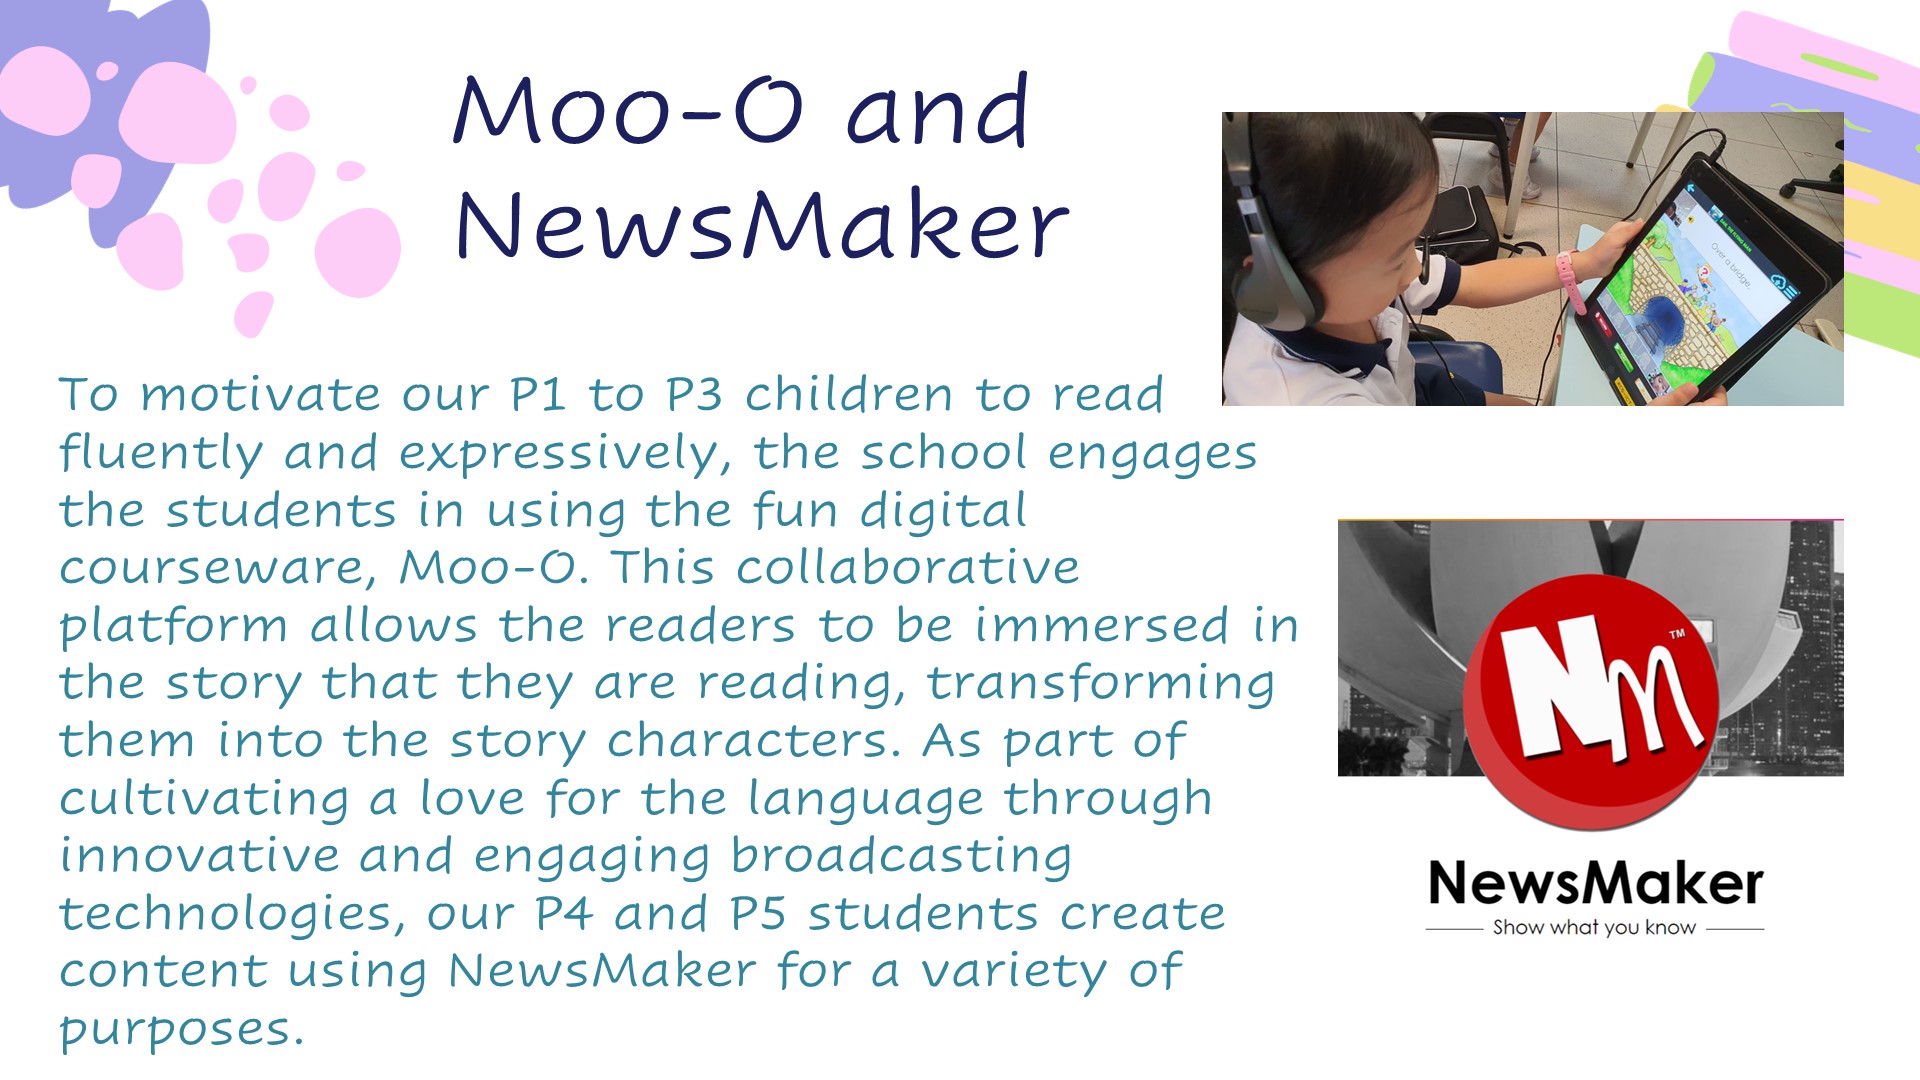 Moo-O and
NewsMaker
To motivate our P1 to P3 children to read
fluently and expressively, the school engages
the students in using the fun digital
courseware, Moo-O. This collaborative
platform allows the readers to be immersed in
the story that they are reading, transforming
them into the story characters. As part of
cultivating a love for the language through
innovative and engaging broadcasting
technologies, our P4 and P5 students create
content using NewsMaker for a variety of
purposes.
Over a bridge.
NM™
NewsMaker
Show what you know